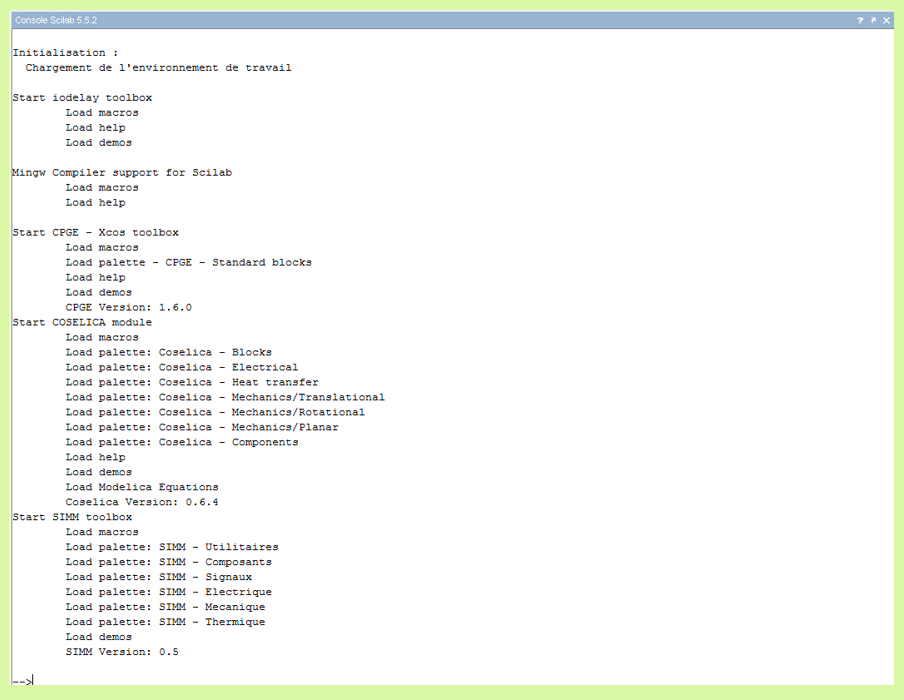 Console Scilab 5.5.2
Initialisation :
Chargement de l'environnement de travail
Start iodelay toolbox
Load macros
Load help
Load demos
Mingw Compiler support for Scilab
Load macros
Load help
Start CPGE - Xcos toolbox
Load macros
Load palette - CPGE - Standard blocks
Load help
Load demos
CPGE Version: 1.6.0
Start COSELICA module
Load macros
Load palette: Coselica - Blocks
Load palette: Coselica - Electrical
Load palette: Coselica - Heat transfer
Load palette: Coselica - Mechanics/Translational
Load palette: Coselica - Mechanics/Rotational
Load palette: Coselica - Mechanics/Planar
Load palette: Coselica - Components
Load help
Load demos
Load Modelica Equations
Coselica Version: 0.6.4
Start SIMM toolbox
Load macros
Load palette: SIMM - Utilitaires
Load palette: SIMM - Composants
Load palette: SIMM - Signaux
Load palette: SIMM - Electrique
Load palette: SIMM - Mecanique
Load palette: SIMM - Thermique
Load demos
SIMM Version: 0.5
-->